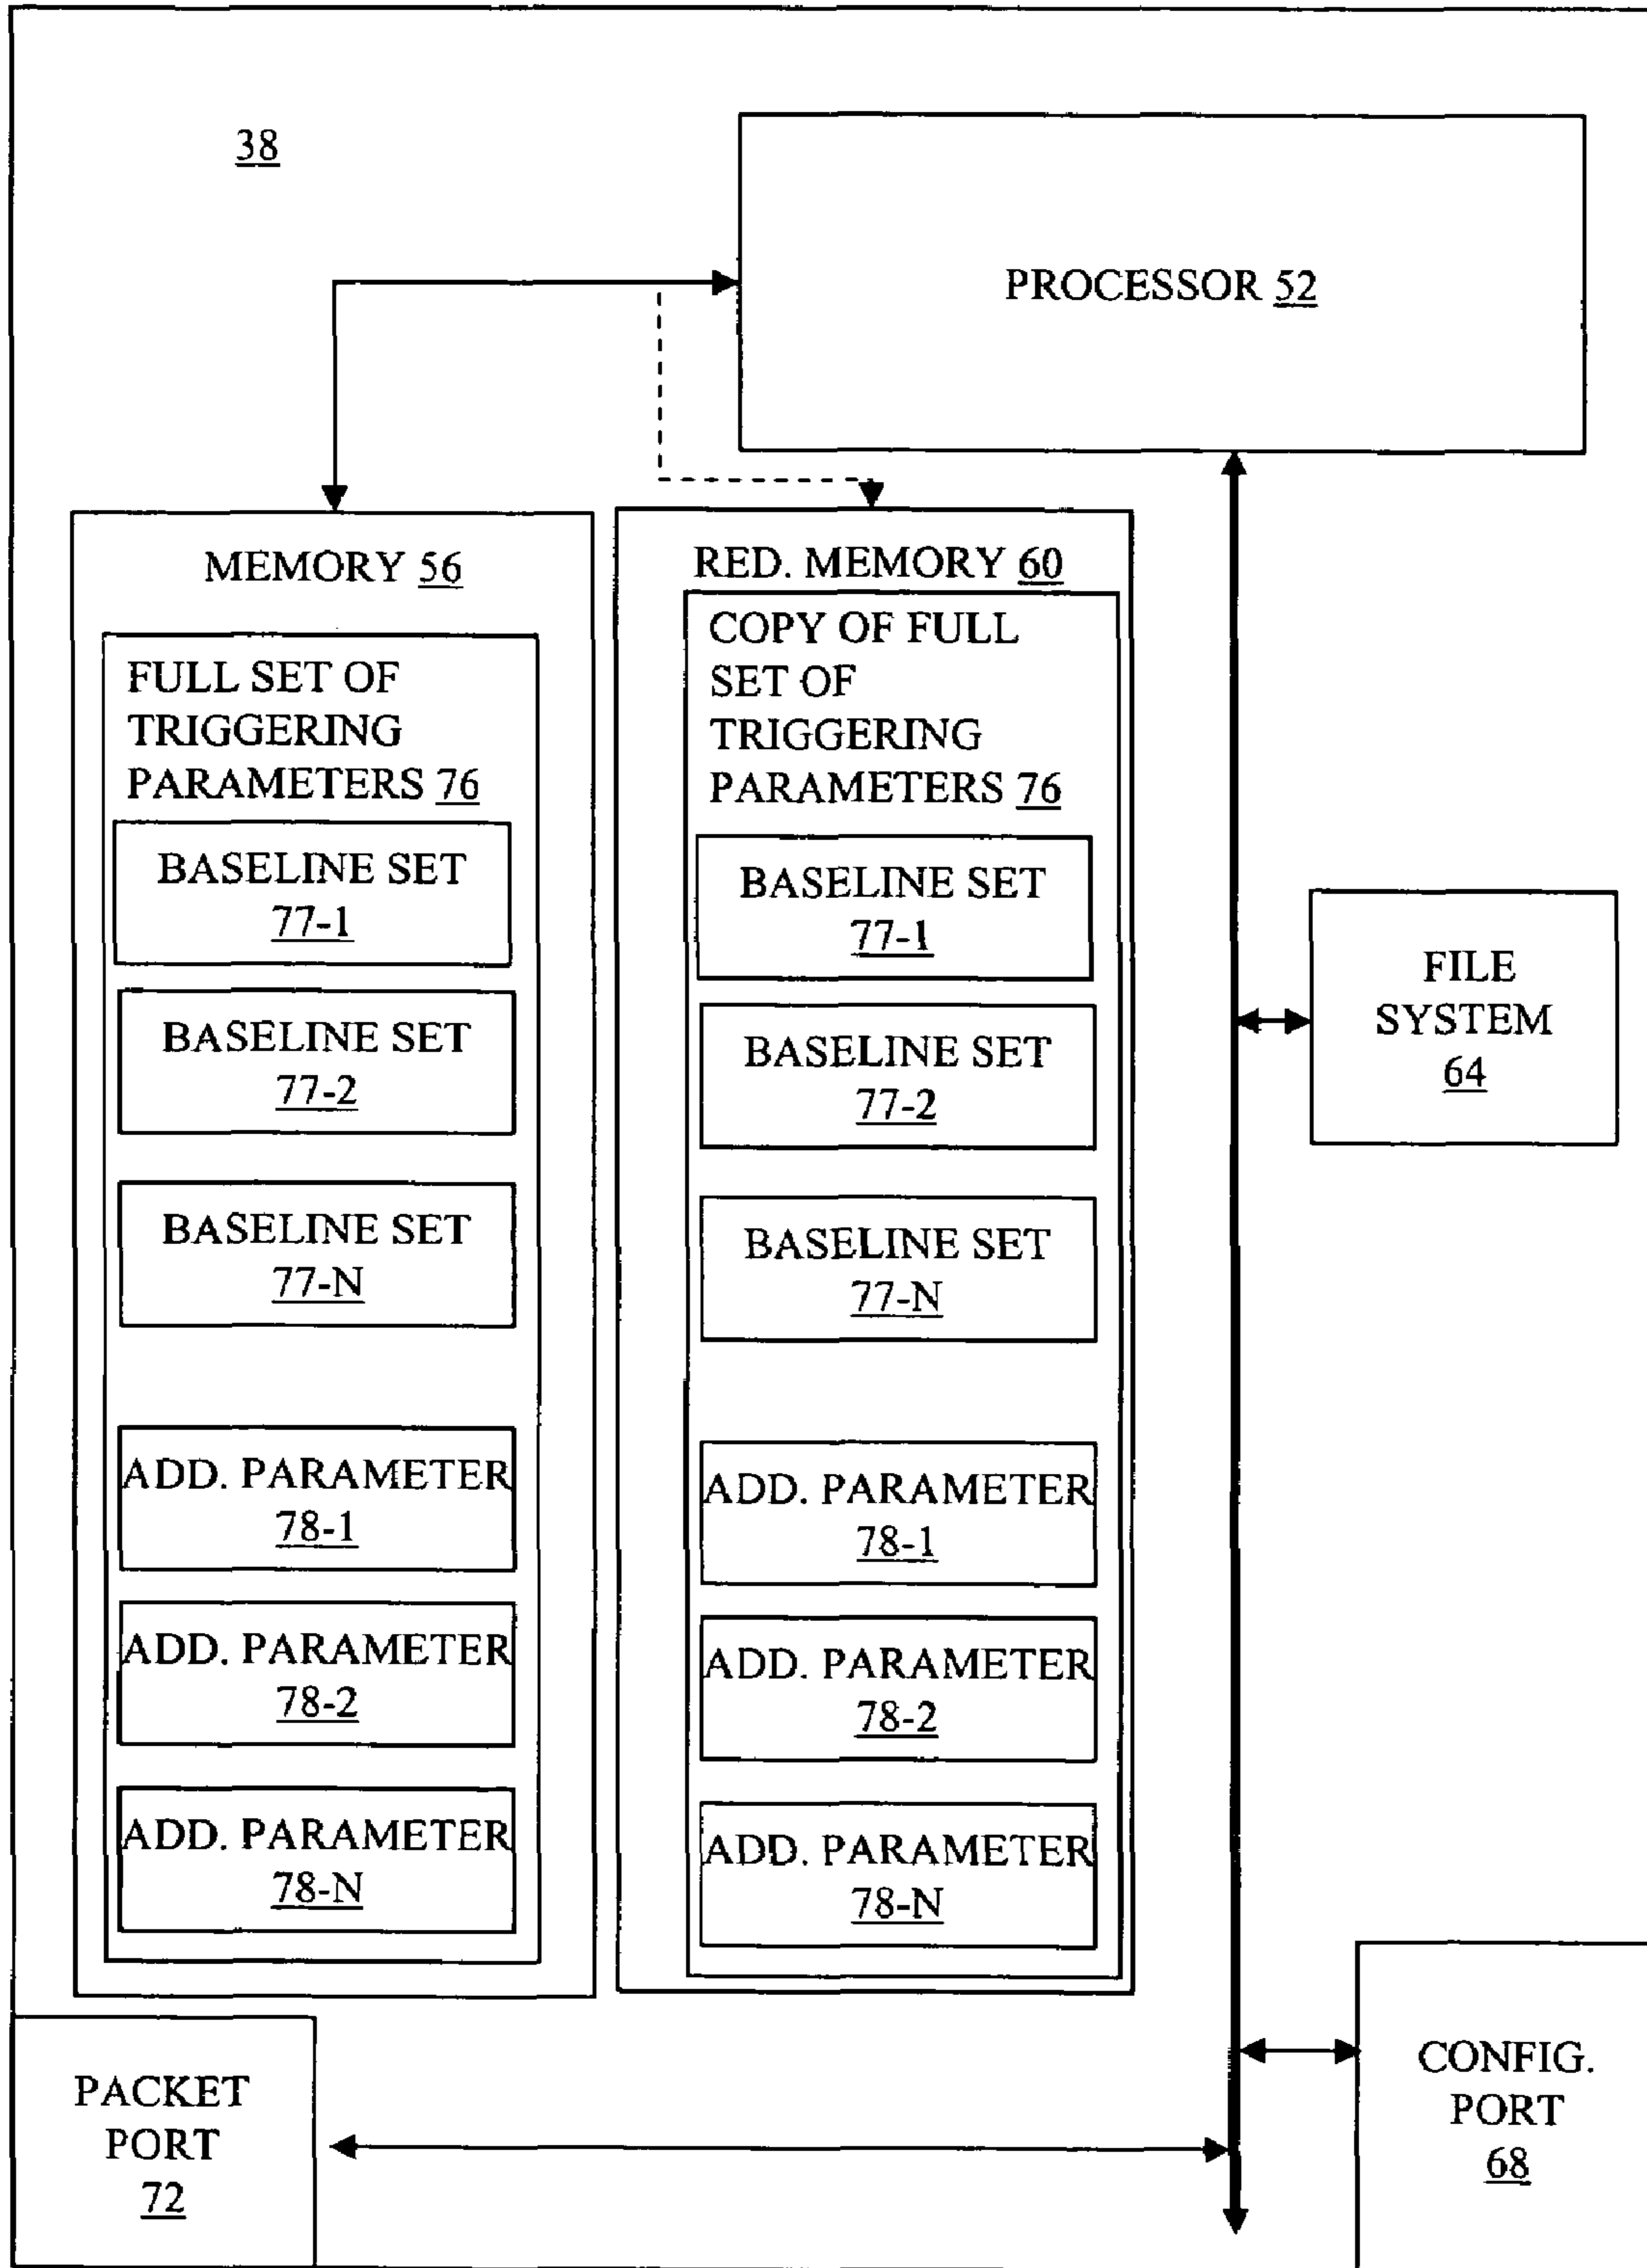 38
PROCESSOR 52
MEMORY 56
FULL SET OF
TRIGGERING
PARAMETERS 76
BASELINE SET
77-1
BASELINE SET
77-2
BASELINE SET
77-N
ADD. PARAMETER
78-1
ADD. PARAMETER
78-2
ADD. PARAMETER
78-N
RED. MEMORY 60
COPY OF FULL
SET OF
TRIGGERING
PARAMETERS 76
BASELINE SET
77-1
BASELINE SET
77-2
BASELINE SET
77-N
ADD. PARAMETER
78-1
ADD. PARAMETER
78-2
ADD. PARAMETER
78-N
FILE
SYSTEM
64
PACKET
PORT
72
CONFIG.
PORT
68